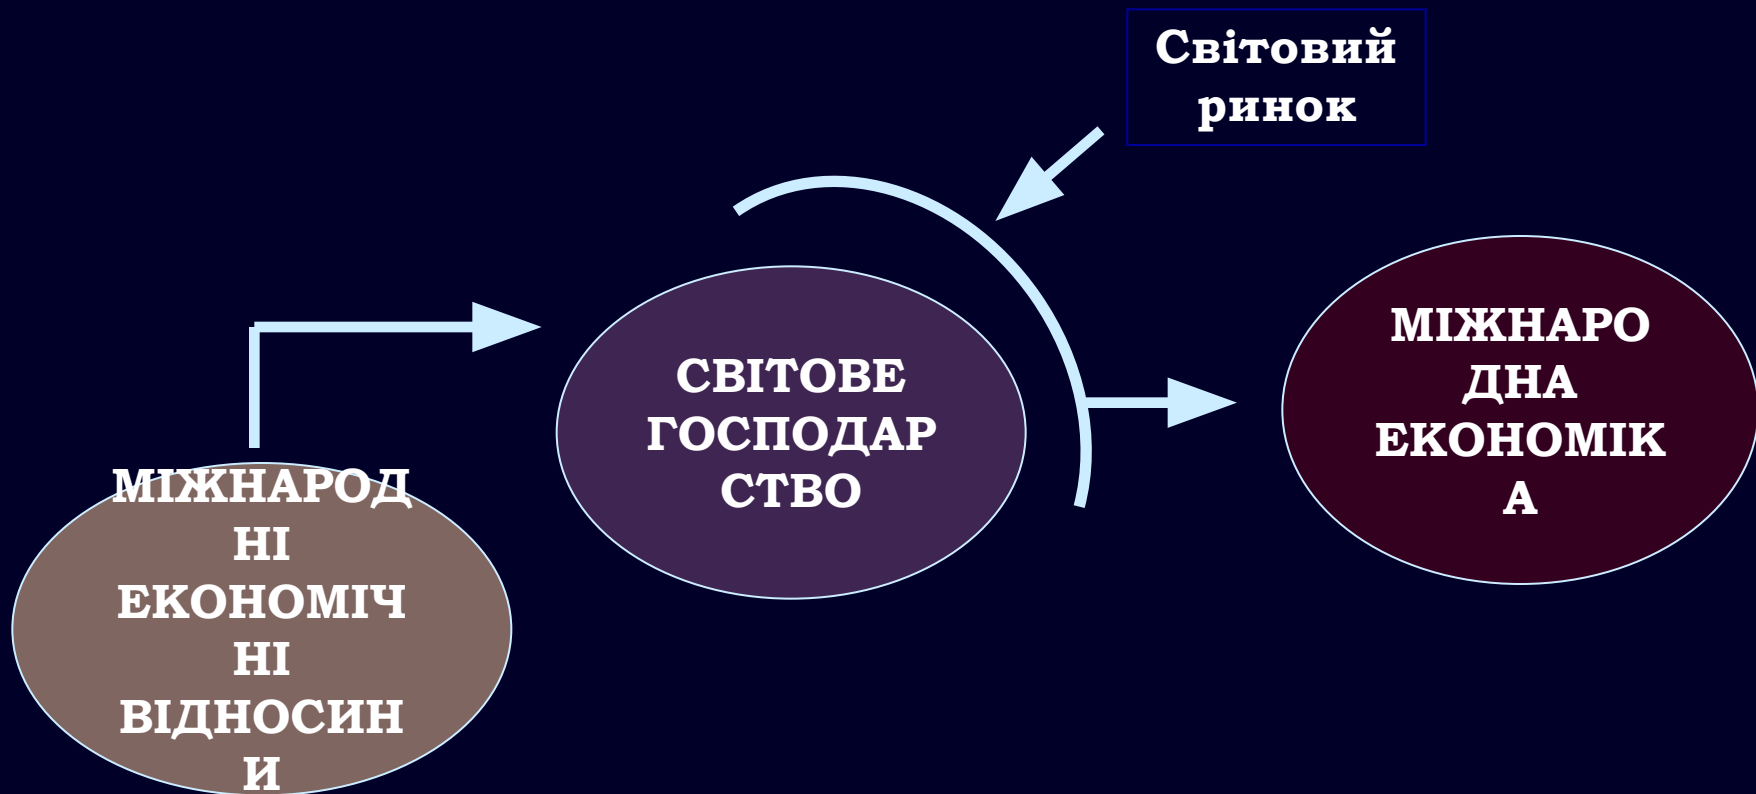 Світовий
ринок
МІЖНАРОД
НІ
ЕКОНОМІЧ
НІ
ВІДНОСИН
И
СВІТОВЕ
ГОСПОДАР
СТВО
МІЖНАРО
ДНА
ЕКОНОМІК
А